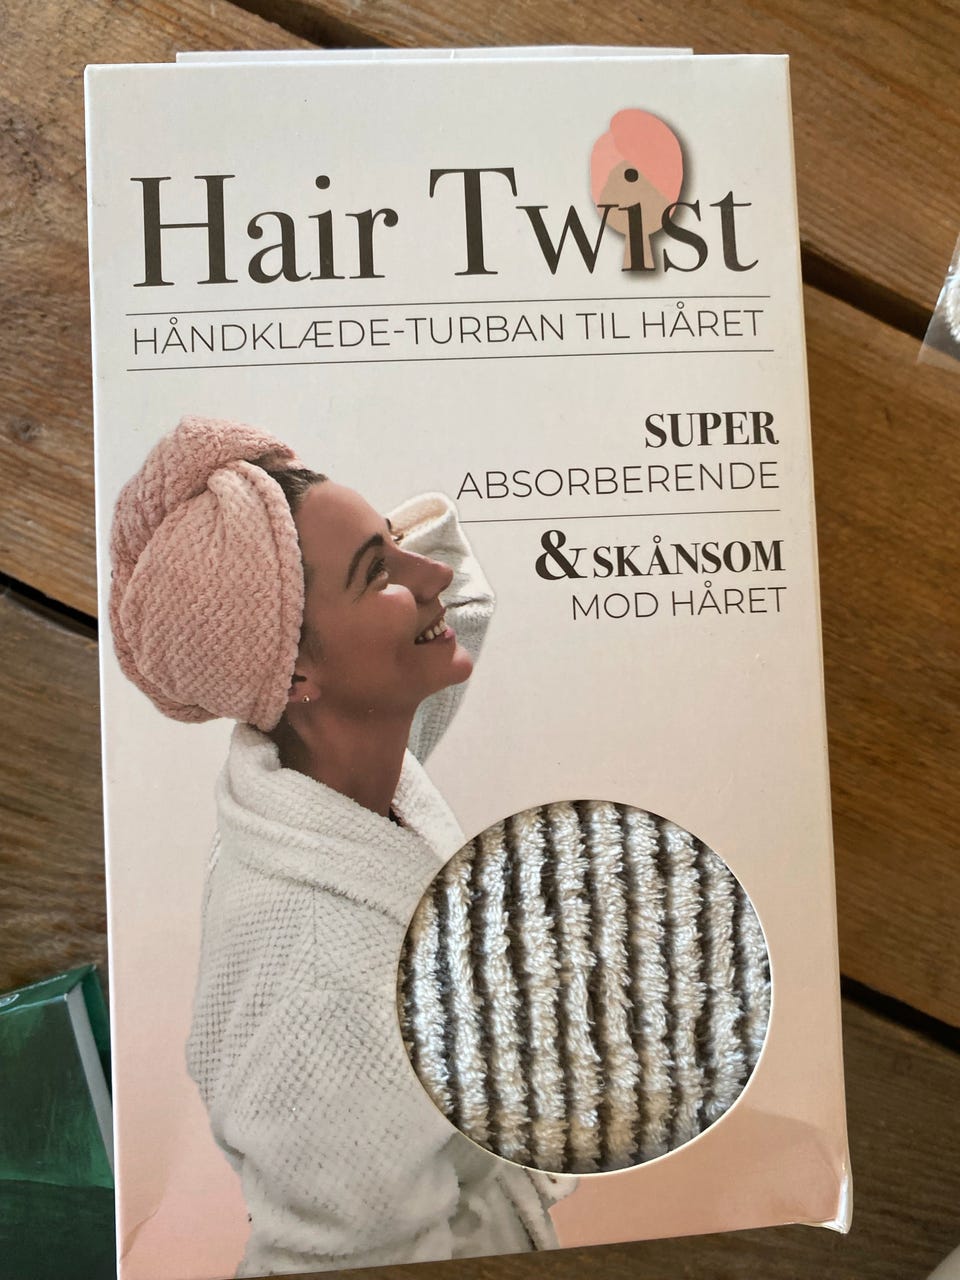 Hair Twist
HÅNDKLÆDE-TURBAN TIL HÅRET
SUPER
ABSORBERENDE
& SKÅNSOM
MOD HÅRET